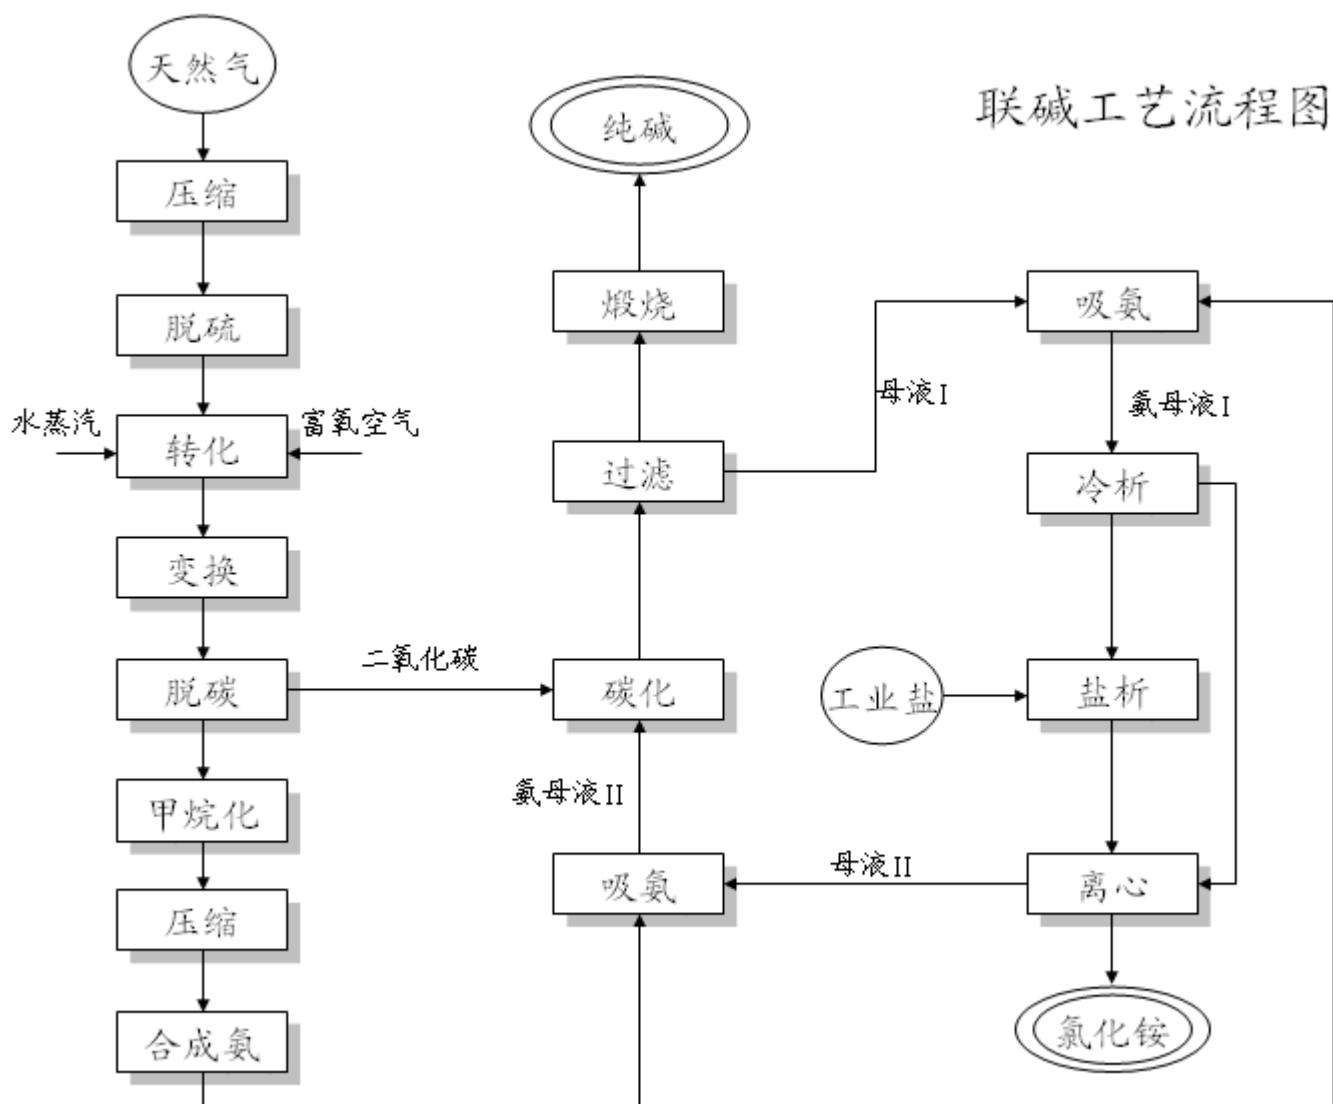 联碱工艺流程图
天然气
压缩
脱硫
水蒸汽
富氧空气
转化
变换
脱碳
二氧化碳
甲烷化
压缩
合成氨
纯碱
煅烧
过滤
碳化
氨母液II
吸氨
母液I
吸氨
氨母液I
冷析
工业盐
盐析
母液II
离心
氯化铵